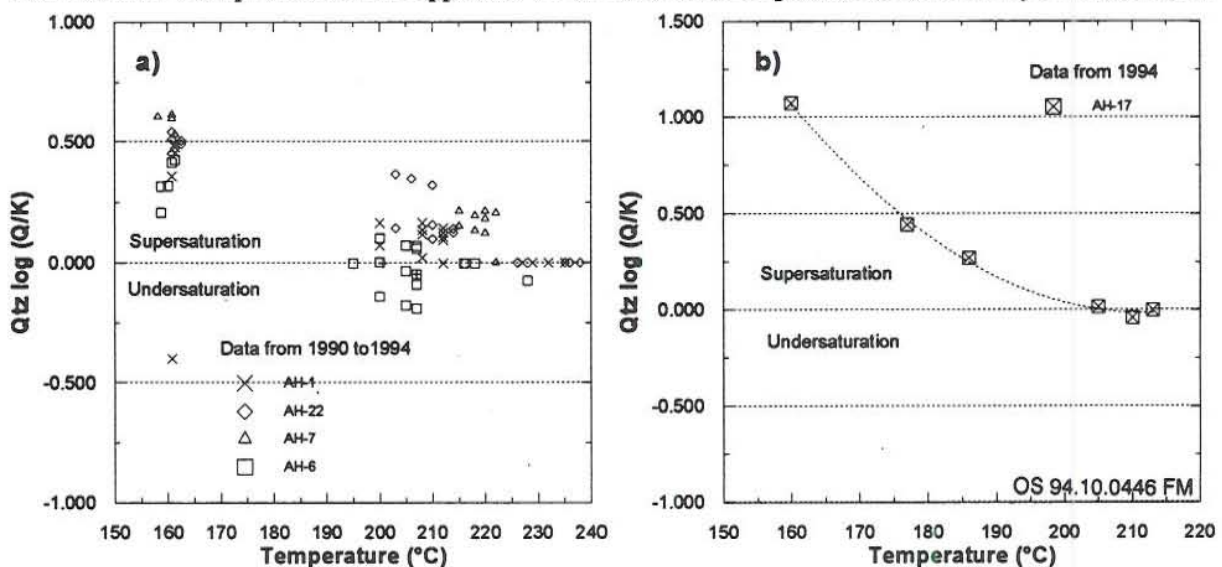 1.000
0.500
0.000
-0.500
-1.000
Qtz log (Q/K)
a)
Supersaturation
Undersaturation
Data from 1990 to1994
AH-1
AH-22
AH-7
AH-6
150 160 170 180 190 200 210 220 230 240
Temperature (°C)
1.500
1.000
0.500
0.000
-0.500
-1.000
Qtz log (Q/K)
b)
Data from 1994
AH-17
Supersaturation
Undersaturation
OS 94.10.0446 FM
150 160 170 180 190 200 210 220
Temperature (°C)